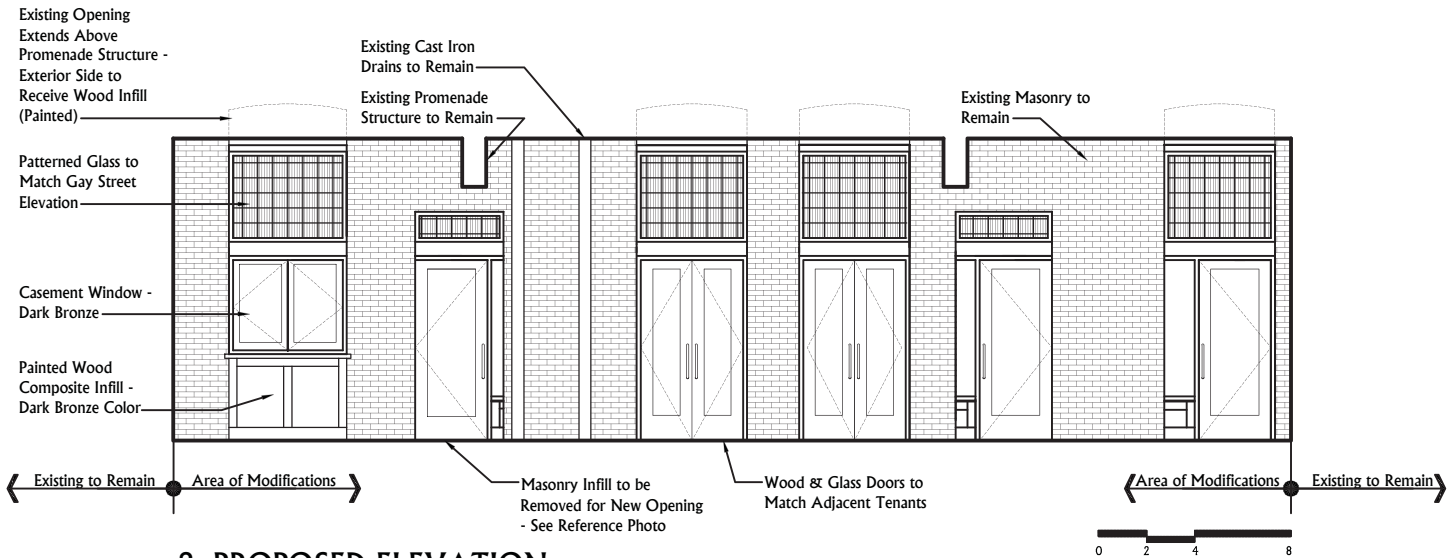 Existing Opening
Extends Above
Promenade Structure -
Exterior Side to
Receive Wood Infill
(Painted)
Existing Cast Iron
Drains to Remain
Existing Promenade
Structure to Remain
Existing Masonry to
Remain
Patterned Glass to
Match Gay Street
Elevation
Casement Window -
Dark Bronze
Painted Wood
Composite Infill -
Dark Bronze Color
Existing to Remain
Area of Modifications
Masonry Infill to be
Removed for New Opening
- See Reference Photo
Wood & Glass Doors to
Match Adjacent Tenants
Area of Modifications
Existing to Remain
0 2 4 8
2 PROPOSED ELEVATION